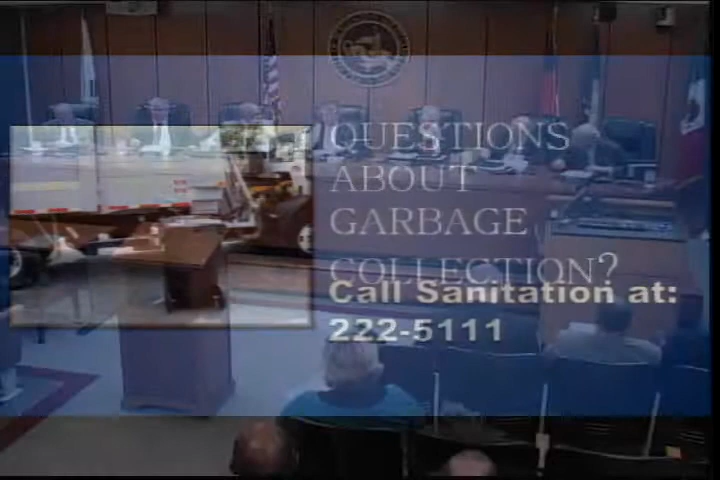 QUESTIONS
ABOUT
GARBAGE
COLLECTION?
Call Sanitation at:
222-5111